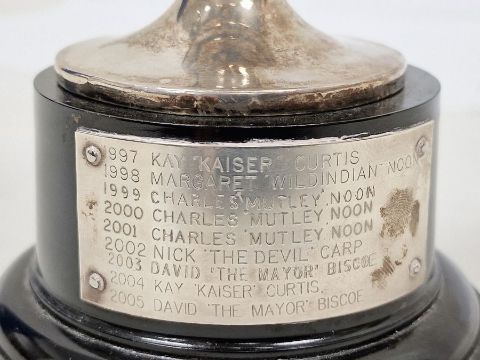 1997 KAY "KAISER" CURTIS
1998 MARGARET "WILDINDIAN" NOON
1999 CHARLES 'MUTLEY' NOON
2000 CHARLES 'MUTLEY' NOON
2001 CHARLES 'MUTLEY' NOON
2002 NICK 'THE DEVIL' CARP
2003 DAVID 'THE MAYOR' BISCOE
2004 KAY 'KAISER' CURTIS.
2005 DAVID 'THE MAYOR' BISCOE